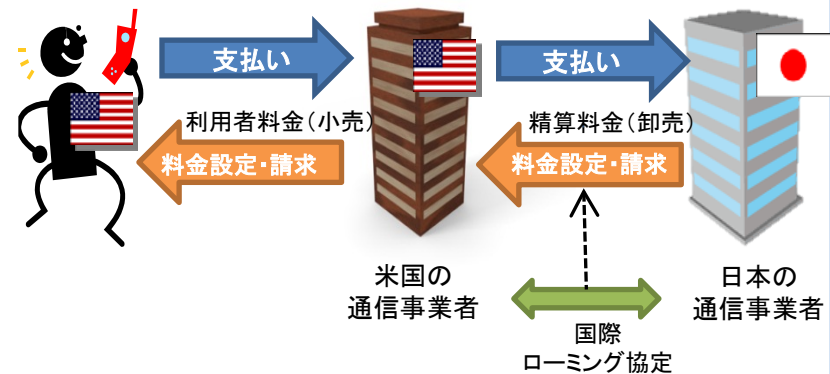 支払い
支払い
利用者料金(小売)
精算料金(卸売)
料金設定・請求
料金設定・請求
米国の
通信事業者
日本の
通信事業者
国際
ローミング協定